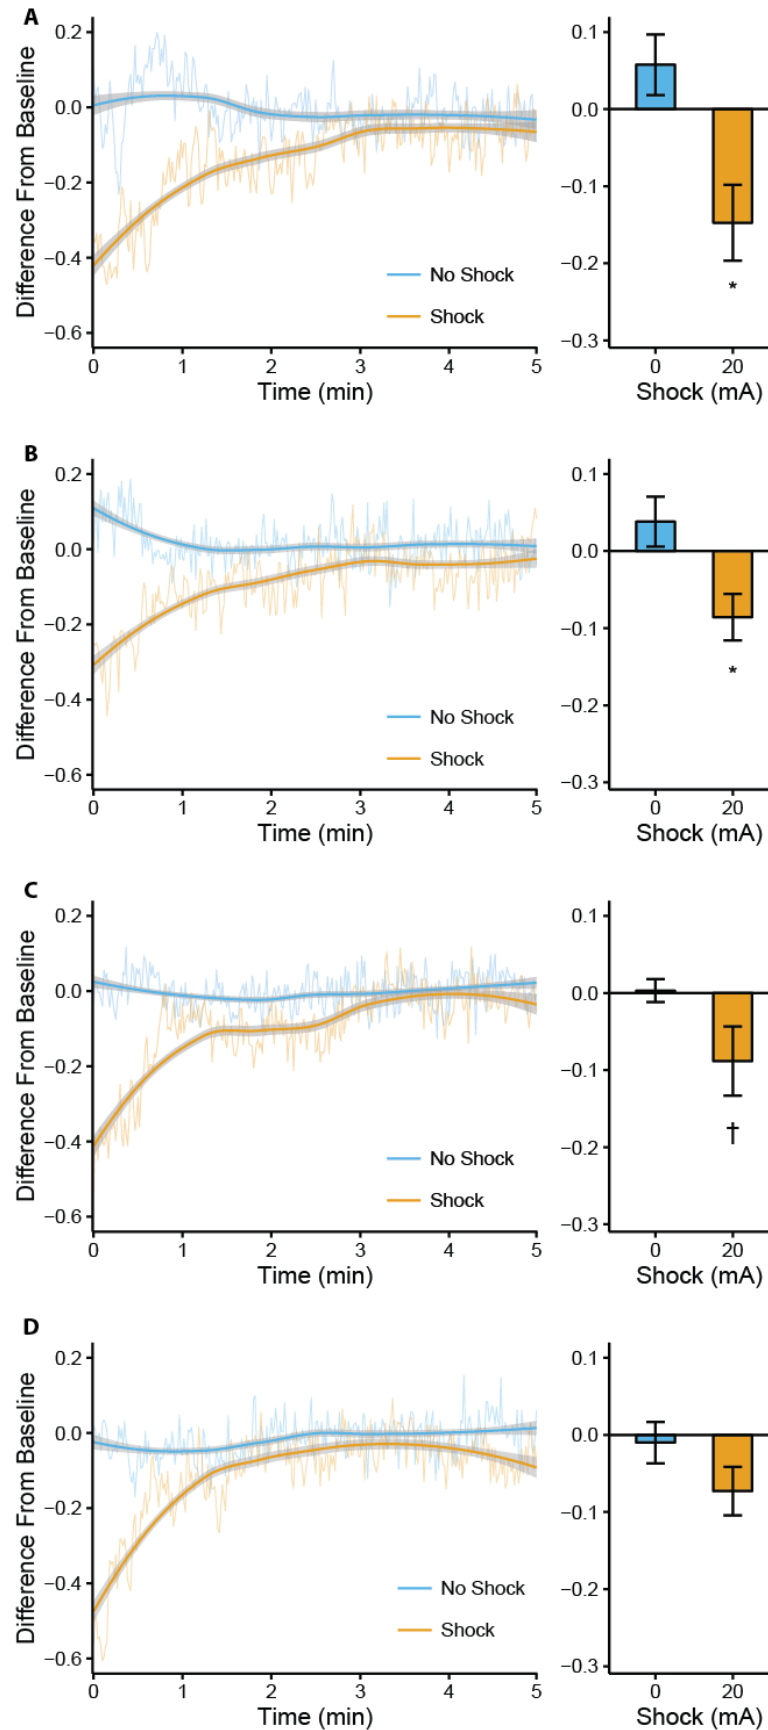 A
Difference From Baseline
0.2
0.0
−0.2
−0.4
−0.6
No Shock
Shock
0 1 2 3 4 5
Time (min)
0.1
0.0
−0.1
−0.2
−0.3
*
0 20
Shock (mA)
B
Difference From Baseline
0.2
0.0
−0.2
−0.4
−0.6
No Shock
Shock
0 1 2 3 4 5
Time (min)
0.1
0.0
−0.1
−0.2
−0.3
*
0 20
Shock (mA)
C
Difference From Baseline
0.2
0.0
−0.2
−0.4
−0.6
No Shock
Shock
0 1 2 3 4 5
Time (min)
0.1
0.0
−0.1
−0.2
−0.3
†
0 20
Shock (mA)
D
Difference From Baseline
0.2
0.0
−0.2
−0.4
−0.6
No Shock
Shock
0 1 2 3 4 5
Time (min)
0.1
0.0
−0.1
−0.2
−0.3
0 20
Shock (mA)